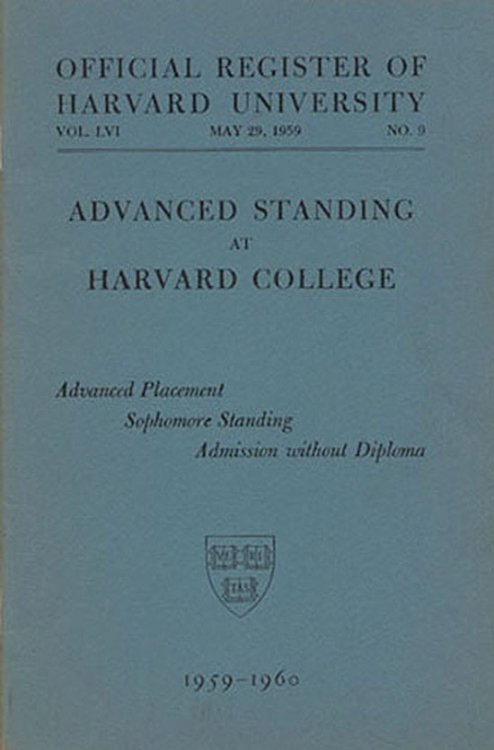 OFFICIAL REGISTER OF
HARVARD UNIVERSITY
VOL. LVI MAY 29, 1959 NO. 9
ADVANCED STANDING
AT
HARVARD COLLEGE
Advanced Placement
Sophomore Standing
Admission without Diploma
VE RI
TAS
1959-1960